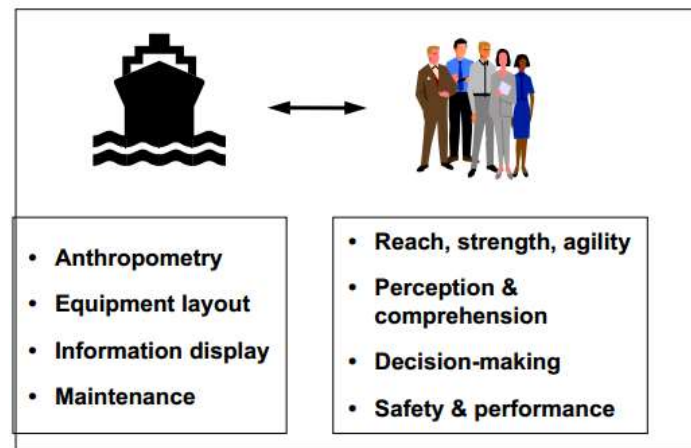 • Anthropometry
• Equipment layout
• Information display
• Maintenance
• Reach, strength, agility
• Perception &
comprehension
• Decision-making
• Safety & performance